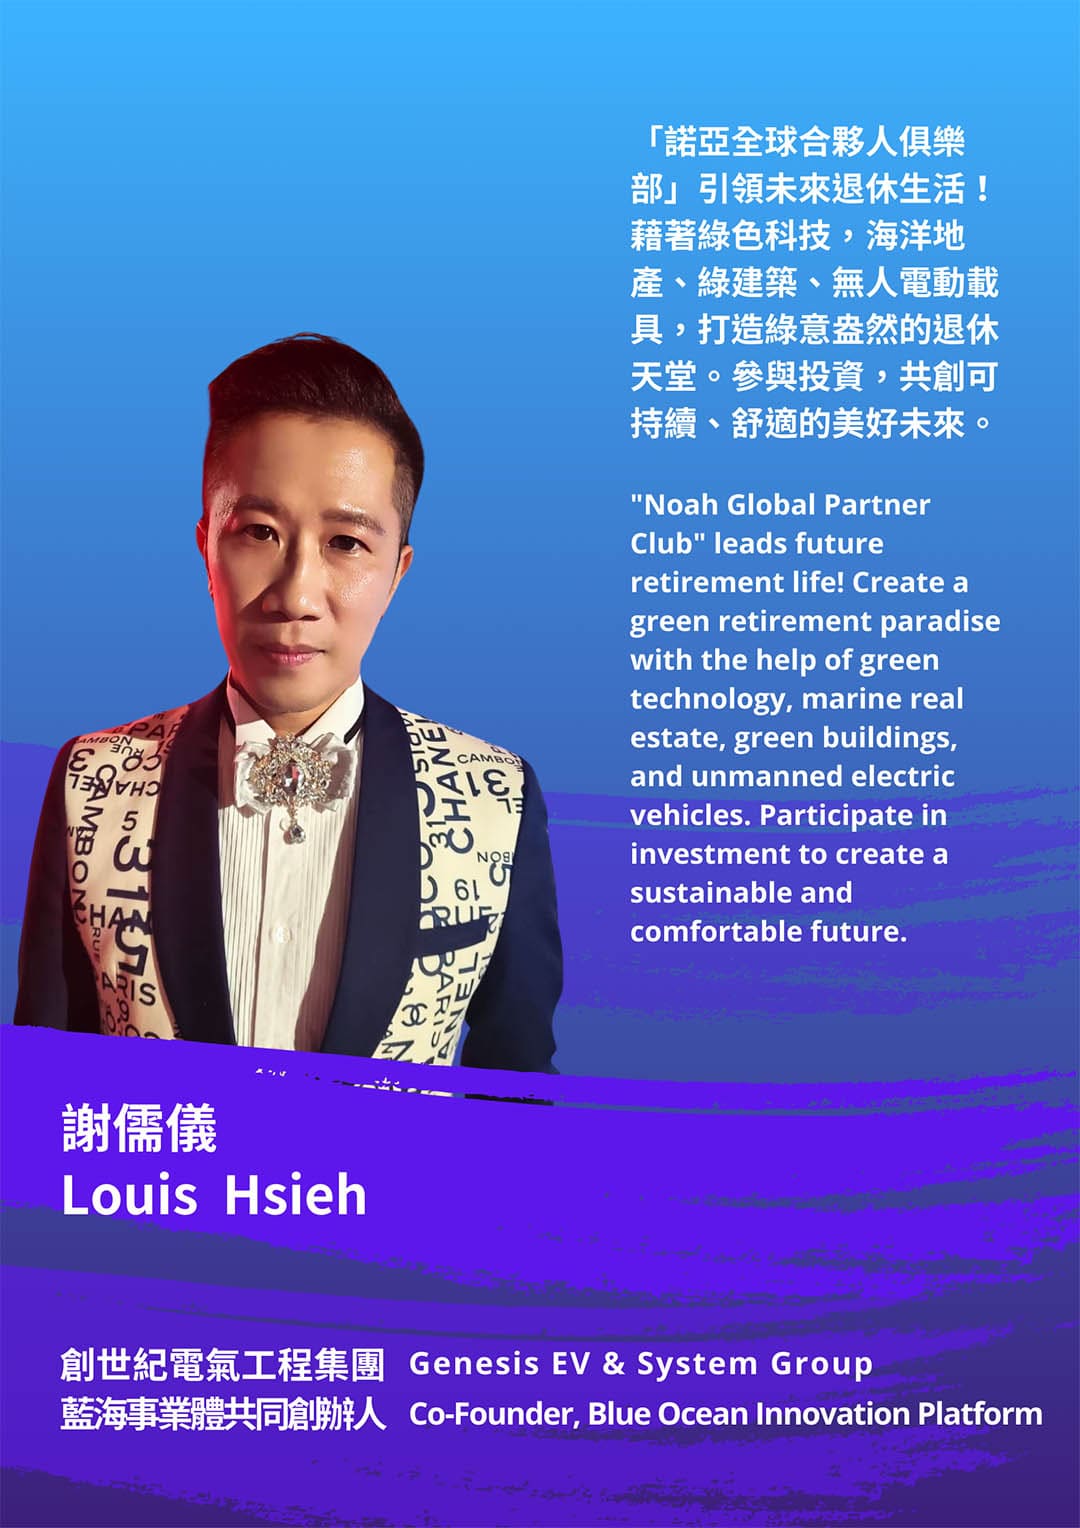 「諾亞全球合夥人俱樂
部」引領未來退休生活！
藉著綠色科技，海洋地
產、綠建築、無人電動載
具，打造綠意盎然的退休
天堂。參與投資，共創可
持續、舒適的美好未來。
"Noah Global Partner
Club" leads future
retirement life! Create a
green retirement paradise
with the help of green
technology, marine real
estate, green buildings,
and unmanned electric
vehicles. Participate in
investment to create a
sustainable and
comfortable future.
謝儒儀
Louis Hsieh
創世紀電氣工程集團 Genesis EV & System Group
藍海事業體共同創辦人 Co-Founder, Blue Ocean Innovation Platform